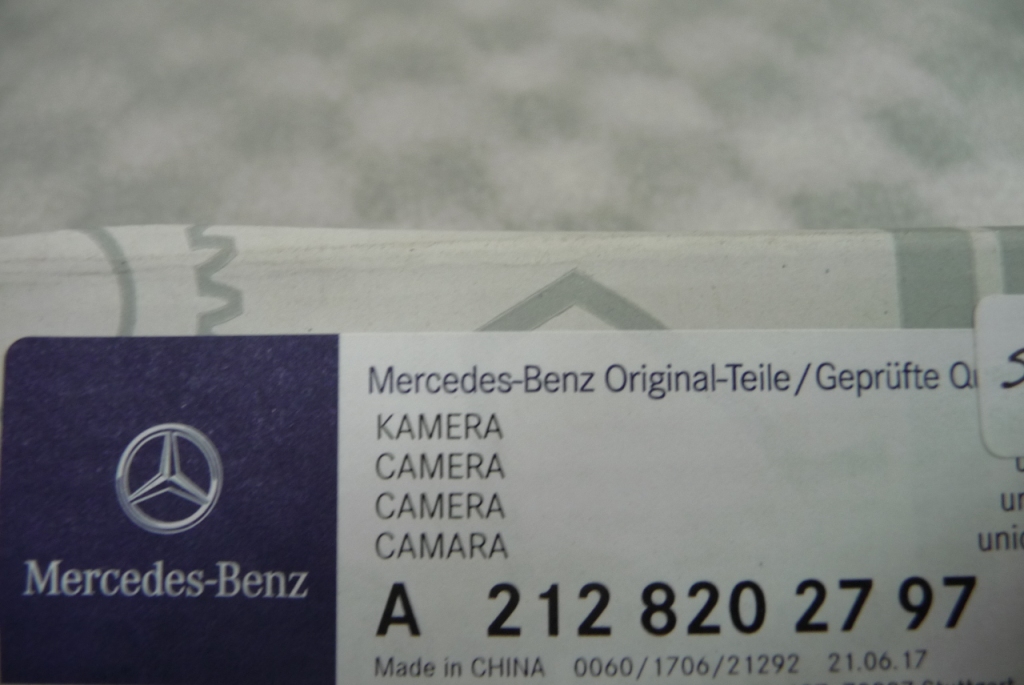 Mercedes-Benz
Mercedes-Benz Original-Teile/Geprüfte
KAMERA
CAMERA
CAMERA
CAMARA
A 212 820 27 97
Made in CHINA 0060/1706/21292 21.06.17